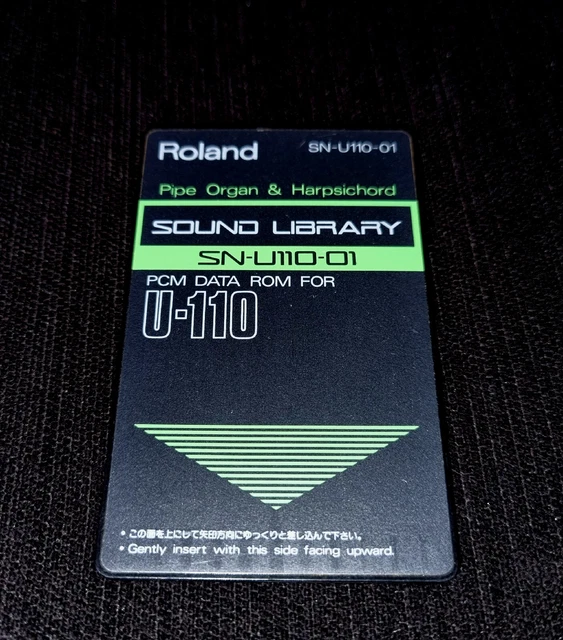 Roland SN-U110-01
Pipe Organ & Harpsichord
SOUND LIBRARY
SN-U110-01
PCM DATA ROM FOR
U-110
• この面を上にして矢印方向にゆっくりと差し込んで下さい。
• Gently insert with this side facing upward.